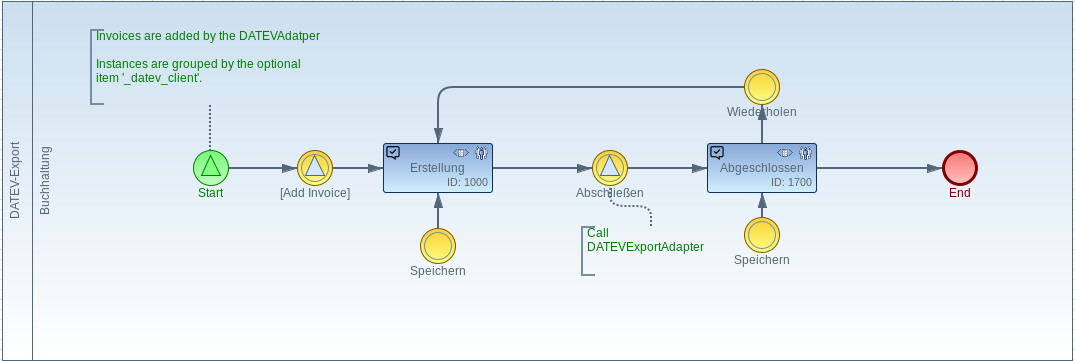 DATEV-Export
Buchhaltung
Invoices are added by the DATEVAdatper
Instances are grouped by the optional
item '_datev_client'.
Wiederholen
Erstellung
ID: 1000
Abgeschlossen
ID: 1700
Start
[Add Invoice]
Abschließen
End
Call
DATEVExportAdapter
Speichern
Speichern